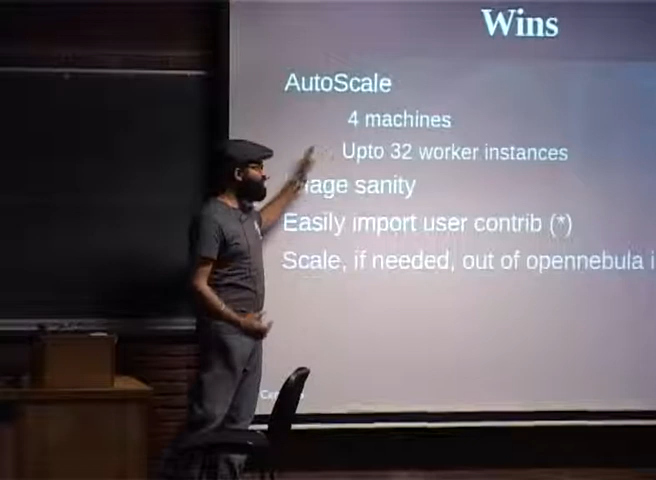 Wins
AutoScale
4 machines
Upto 32 worker instances
age sanity
Easily import user contrib (*)
Scale, if needed, out of opennebula i